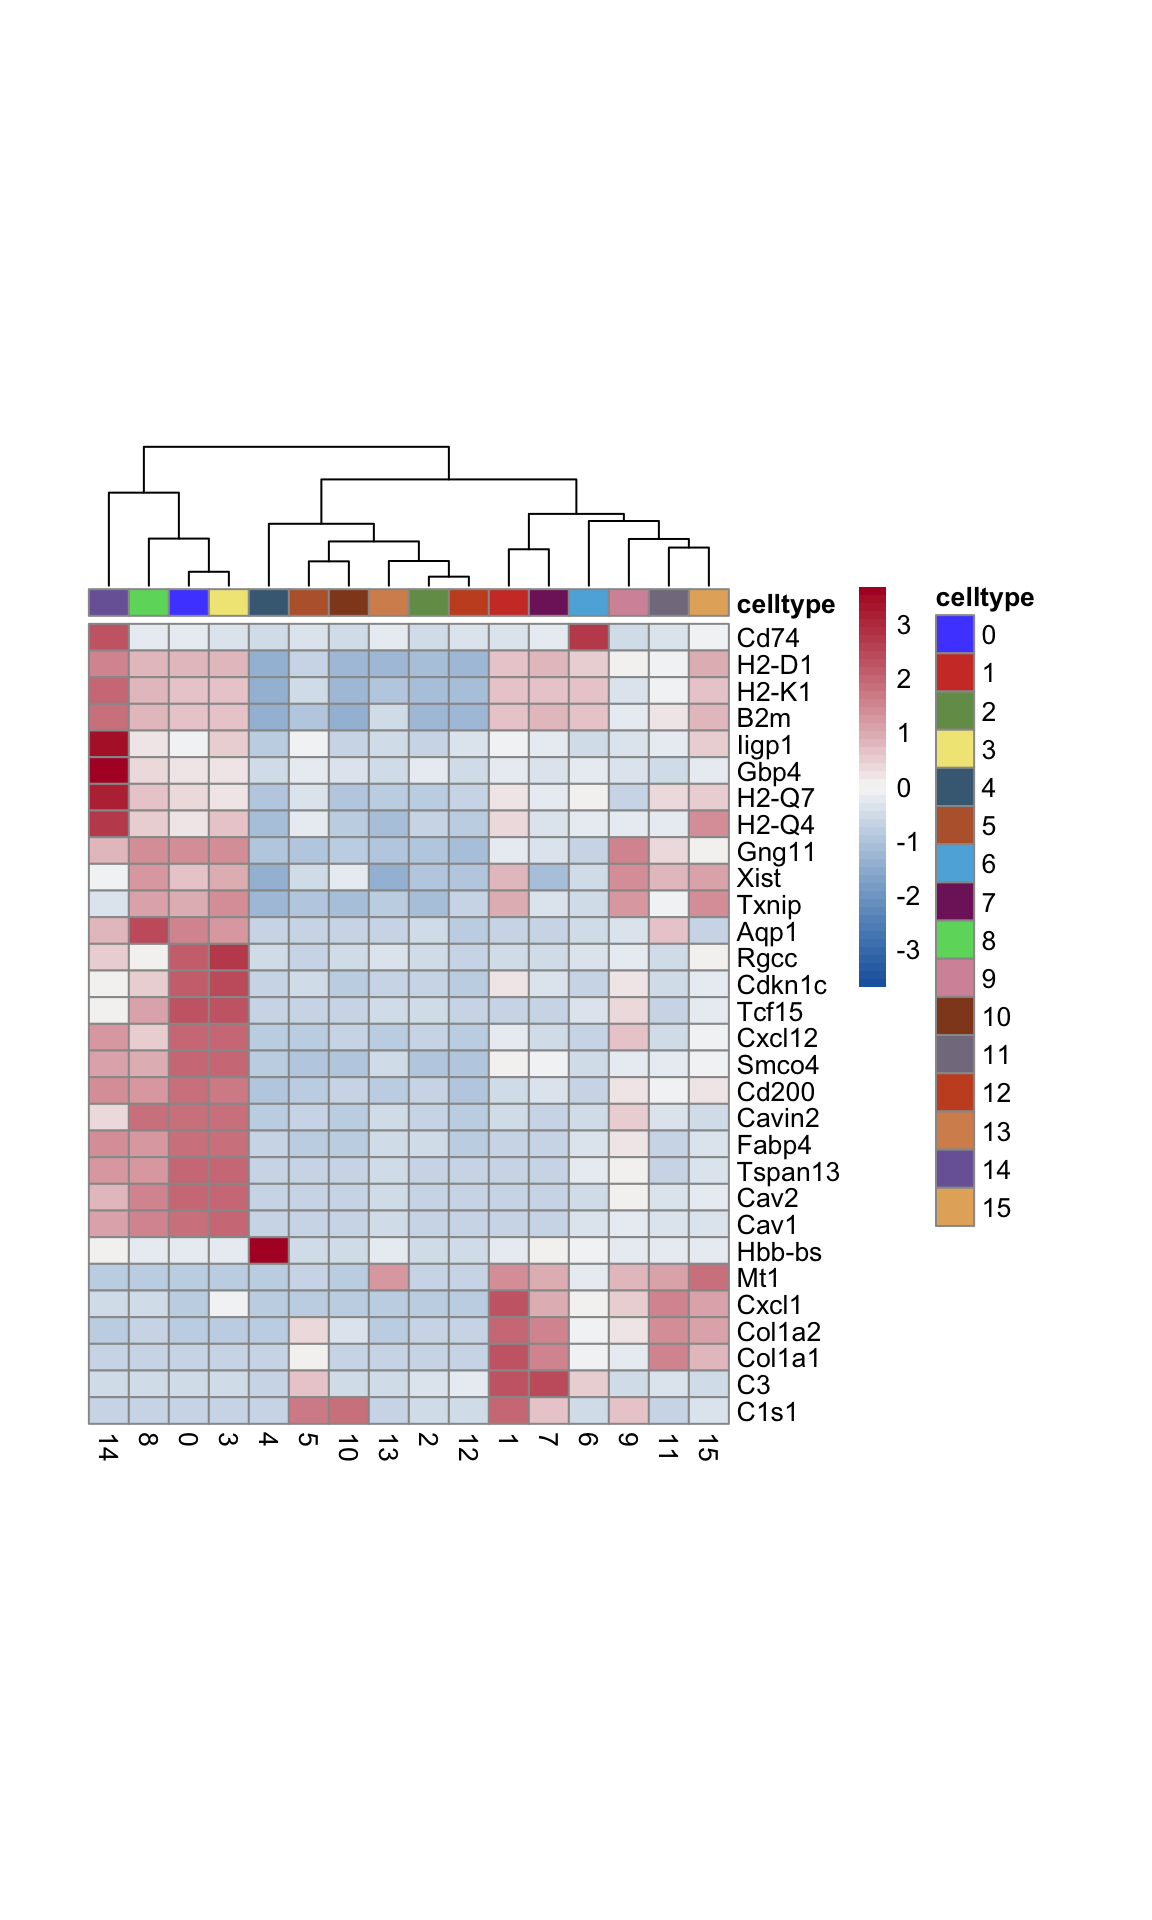 celltype
Cd74
H2-D1
H2-K1
B2m
Iigp1
Gbp4
H2-Q7
H2-Q4
Gng11
Xist
Txnip
Aqp1
Rgcc
Cdkn1c
Tcf15
Cxcl12
Smco4
Cd200
Cavin2
Fabp4
Tspan13
Cav2
Cav1
Hbb-bs
Mt1
Cxcl1
Col1a2
Col1a1
C3
C1s1
14 8 0 3 4 5 10 13 2 12 1 7 6 9 11 15
3
2
1
0
-1
-2
-3
celltype
0
1
2
3
4
5
6
7
8
9
10
11
12
13
14
15